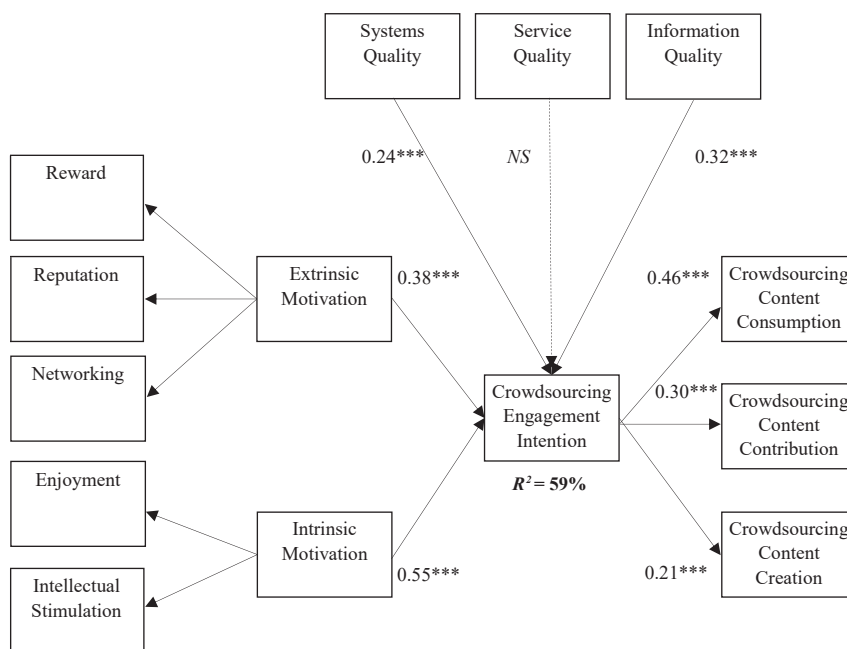 Systems
Quality
Service
Quality
Information
Quality
0.24***
NS
0.32***
Reward
Reputation
Networking
Extrinsic
Motivation
0.38***
Enjoyment
Intellectual
Stimulation
Intrinsic
Motivation
0.55***
Crowdsourcing
Engagement
Intention
R² = 59%
0.46***
Crowdsourcing
Content
Consumption
0.30***
Crowdsourcing
Content
Contribution
0.21***
Crowdsourcing
Content
Creation